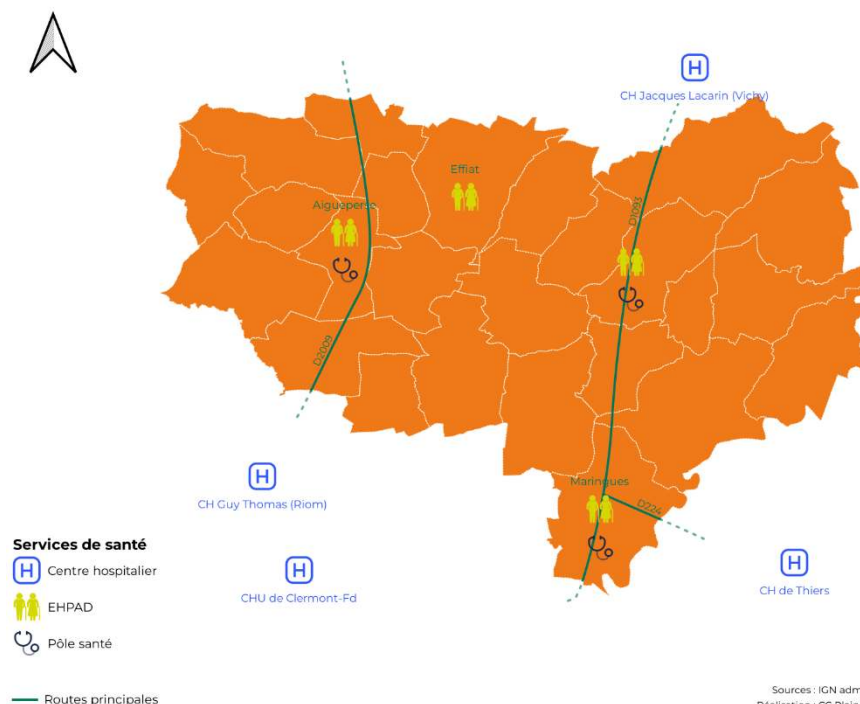 H
CH Jacques Lacarin (Vichy)
Effiat
Aigueperse
D1093
D2009
H
CH Guy Thomas (Riom)
Maringues
D224
H
CHU de Clermont-Fd
H
CH de Thiers
Services de santé
H Centre hospitalier
EHPAD
Pôle santé
Routes principales
Sources : IGN adm